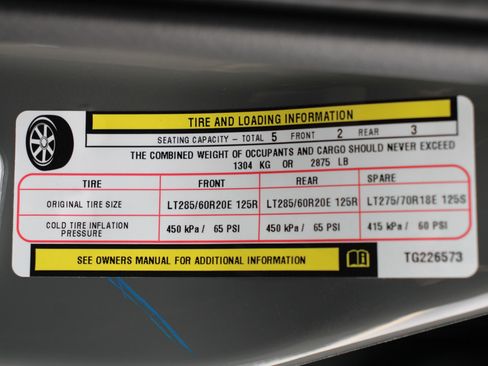 TIRE AND LOADING INFORMATION
SEATING CAPACITY - TOTAL 5 FRONT 2 REAR 3
THE COMBINED WEIGHT OF OCCUPANTS AND CARGO SHOULD NEVER EXCEED
1304 KG OR 2875 LB
TIRE FRONT REAR SPARE
ORIGINAL TIRE SIZE LT285/60R20E 125R LT285/60R20E 125R LT275/70R18E 125S
COLD TIRE INFLATION PRESSURE 450 kPa / 65 PSI 450 kPa / 65 PSI 415 kPa / 60 PSI
SEE OWNERS MANUAL FOR ADDITIONAL INFORMATION TG226573